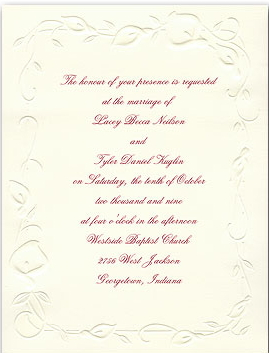 The honour of your presence is requested
at the marriage of
Lacey Becca Neilson
and
Tyler Daniel Kuglin
on Saturday, the tenth of October
two thousand and nine
at four o'clock in the afternoon
Westside Baptist Church
2756 West Jackson
Georgetown, Indiana